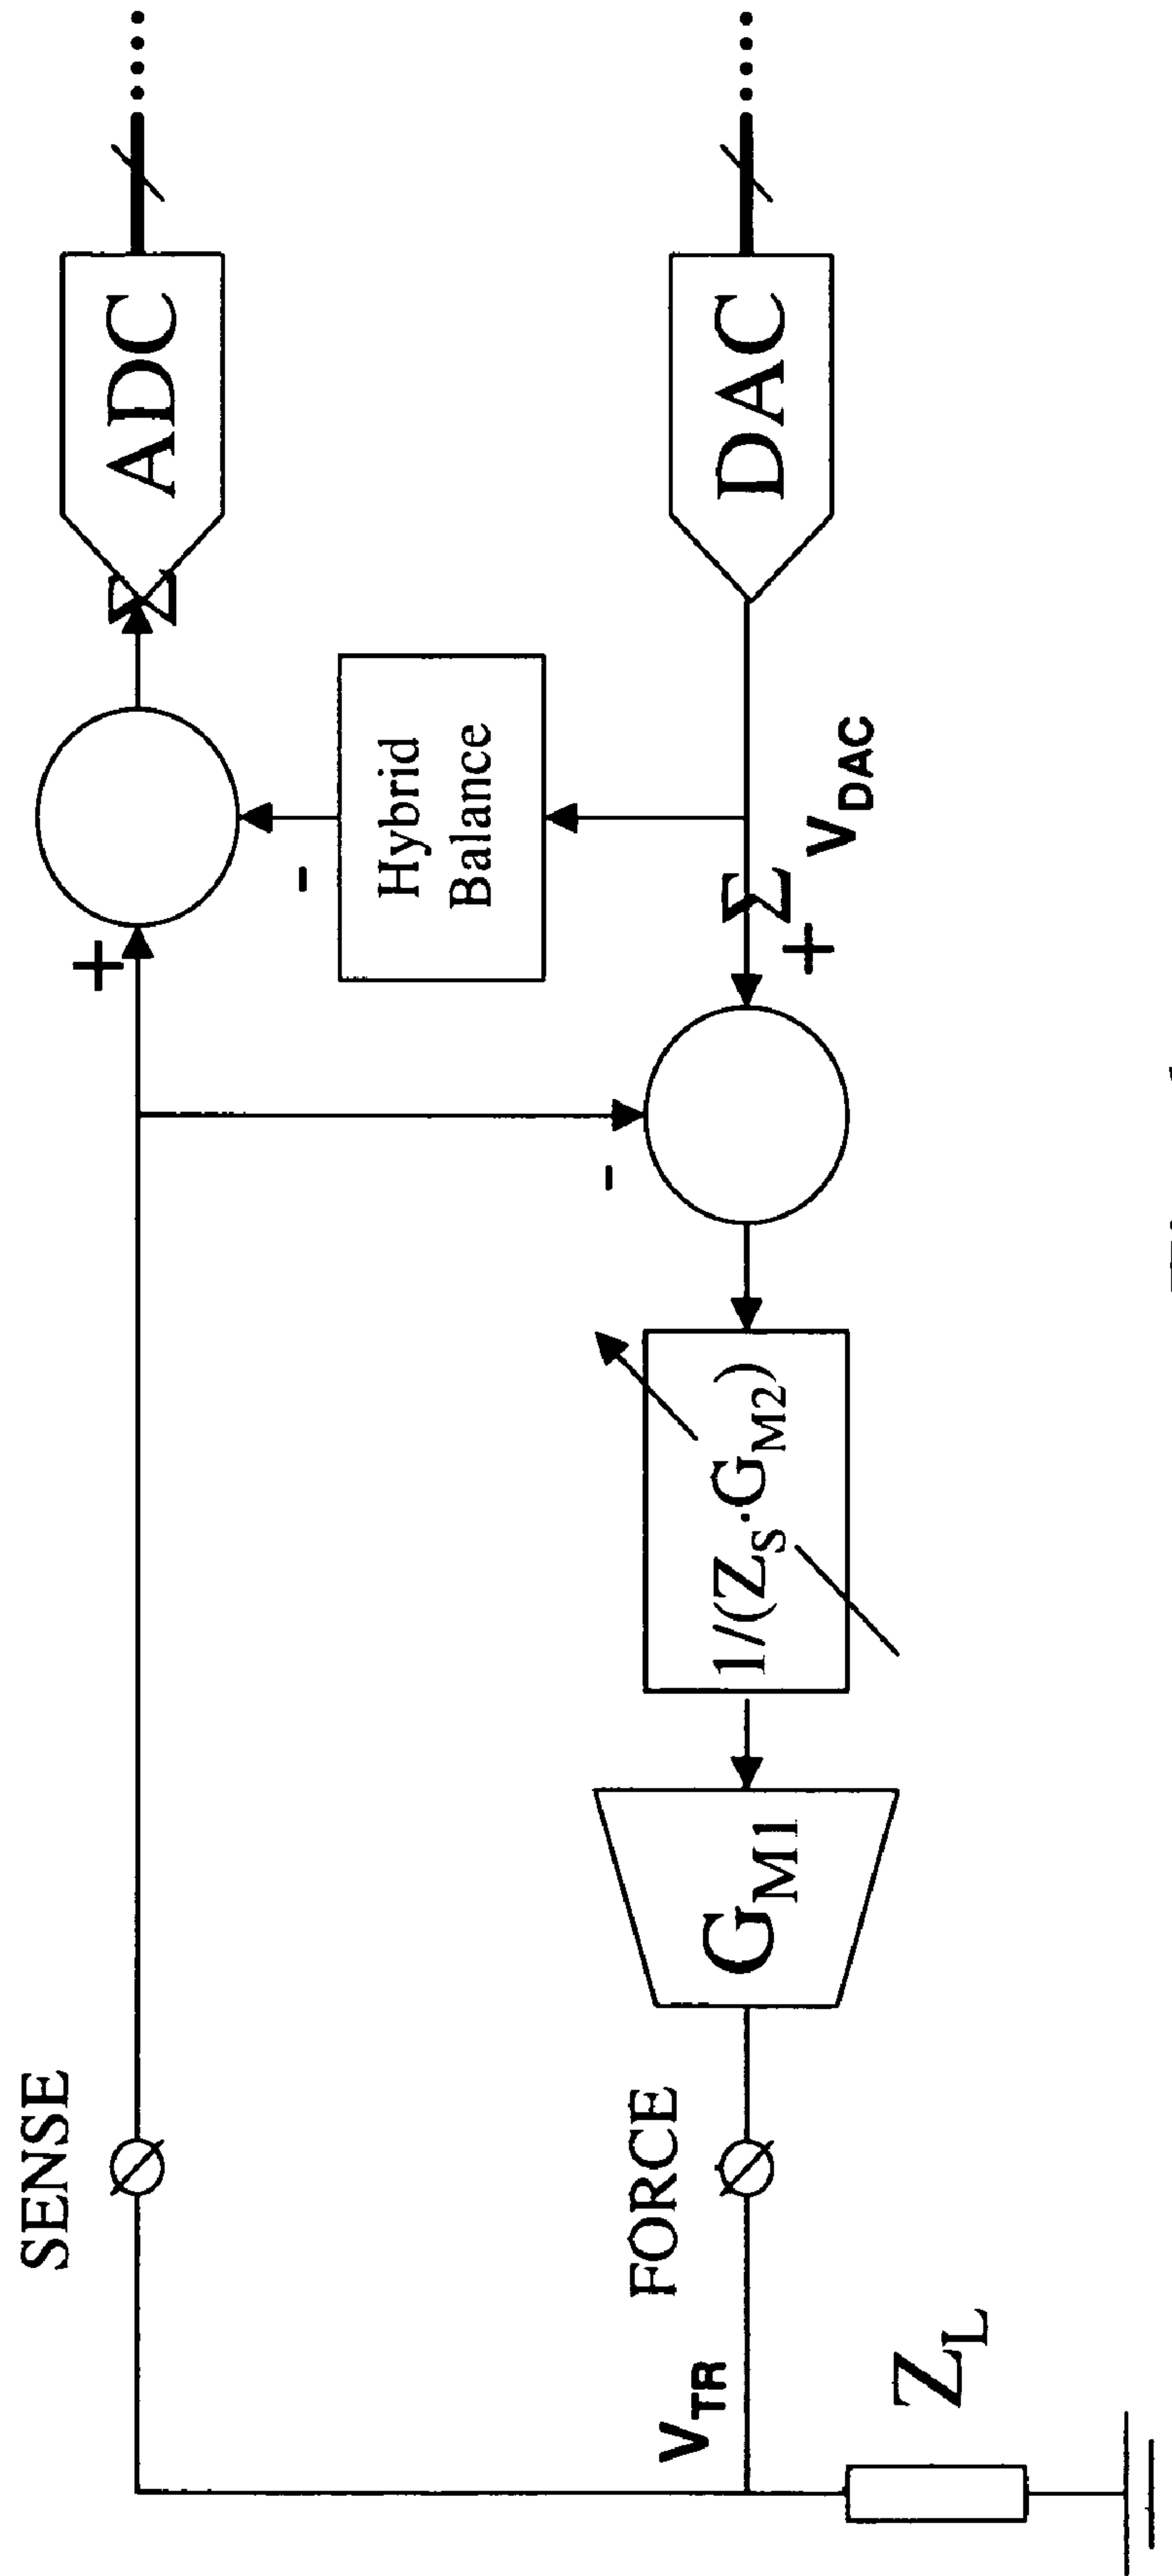 SENSE
+
Σ
ADC
-
Hybrid
Balance
V_TR
FORCE
G_M1
1/(Z_S·G_M2)
-
+
Σ
V_DAC
DAC
Z_L